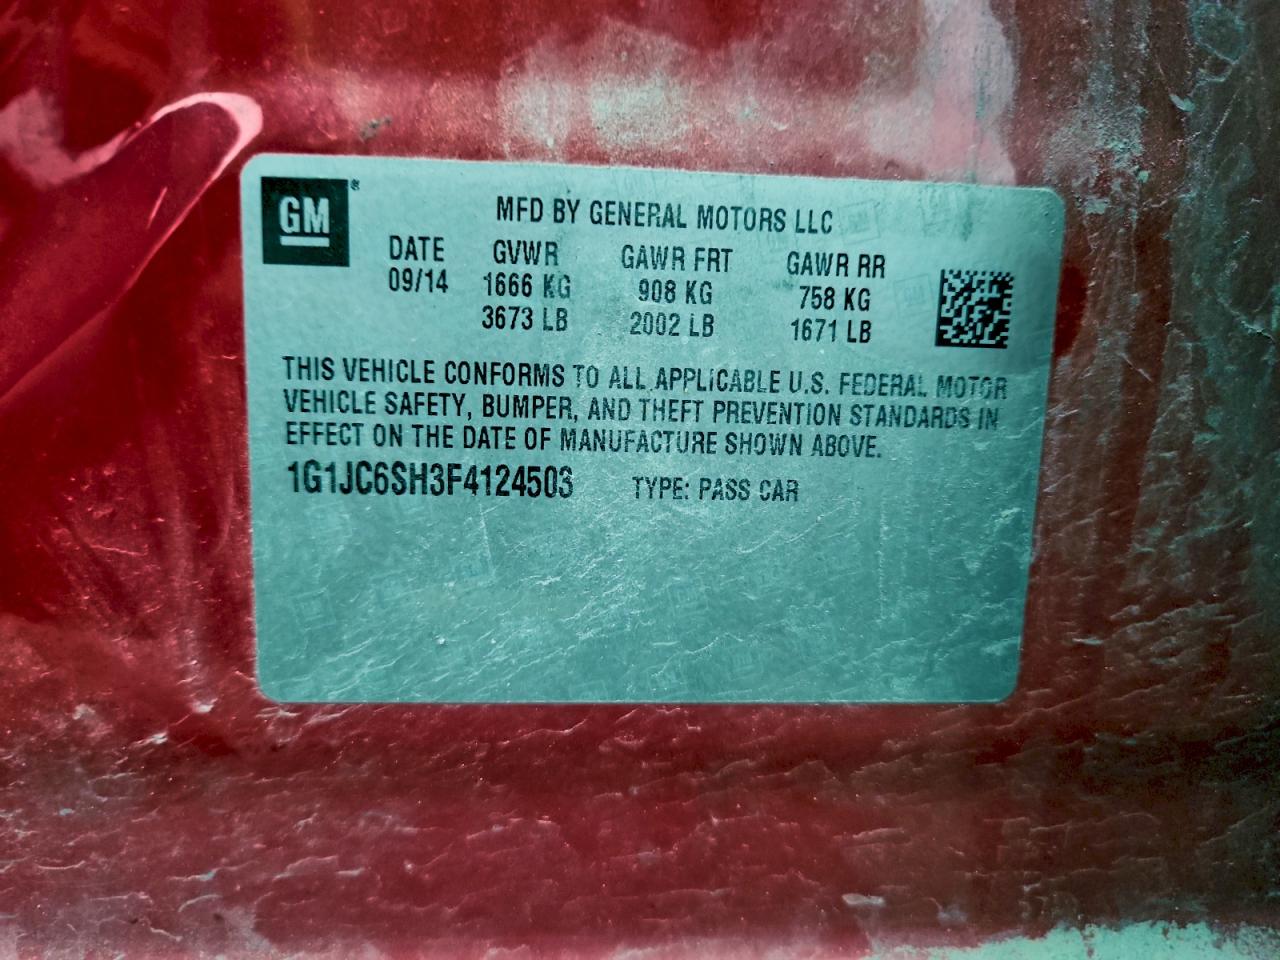 GM®
MFD BY GENERAL MOTORS LLC
DATE GVWR GAWR FRT GAWR RR
09/14 1666 KG 908 KG 758 KG
3673 LB 2002 LB 1671 LB
THIS VEHICLE CONFORMS TO ALL APPLICABLE U.S. FEDERAL MOTOR
VEHICLE SAFETY, BUMPER, AND THEFT PREVENTION STANDARDS IN
EFFECT ON THE DATE OF MANUFACTURE SHOWN ABOVE.
1G1JC6SH3F4124503 TYPE: PASS CAR